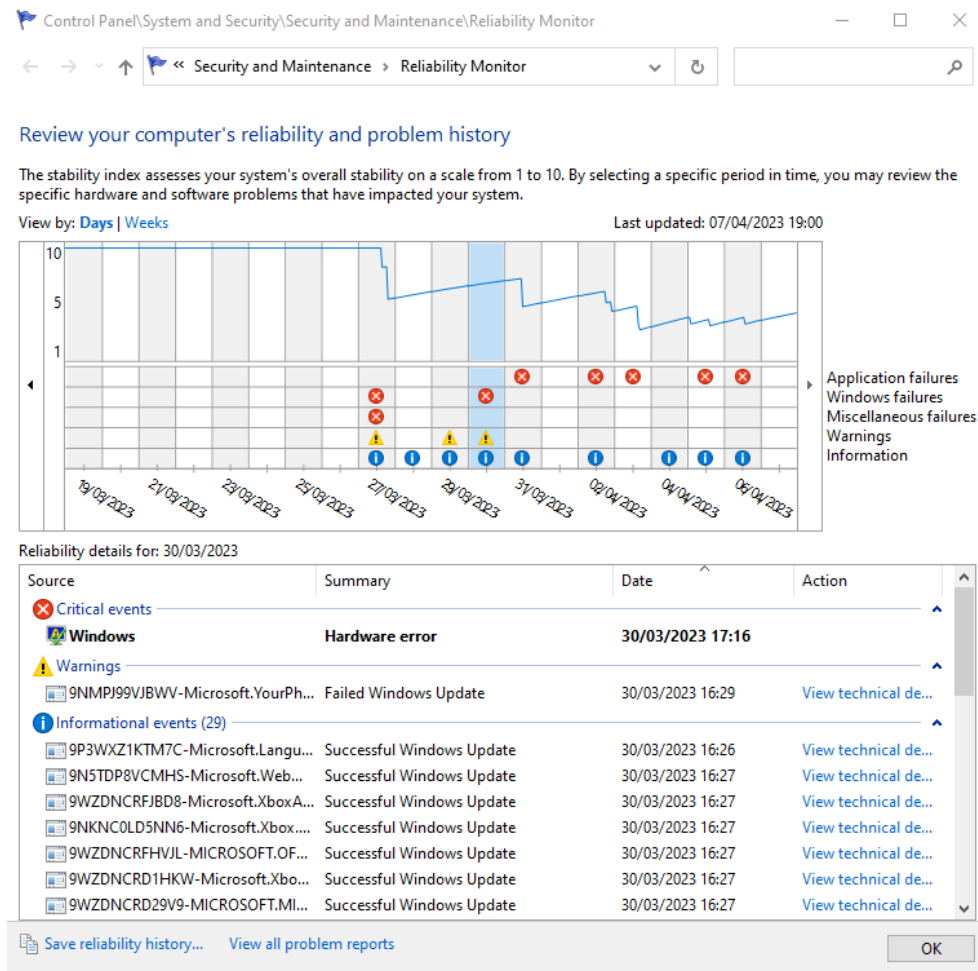 Control Panel\System and Security\Security and Maintenance\Reliability Monitor
« Security and Maintenance › Reliability Monitor
Review your computer's reliability and problem history
The stability index assesses your system's overall stability on a scale from 1 to 10. By selecting a specific period in time, you may review the
specific hardware and software problems that have impacted your system.
View by: Days | Weeks Last updated: 07/04/2023 19:00
10
5
1
Application failures
Windows failures
Miscellaneous failures
Warnings
Information
19/03/2023 21/03/2023 23/03/2023 25/03/2023 27/03/2023 29/03/2023 31/03/2023 02/04/2023 04/04/2023 06/04/2023
Reliability details for: 30/03/2023
Source Summary Date Action
Critical events
Windows Hardware error 30/03/2023 17:16
Warnings
9NMPJ99VJBWV-Microsoft.YourPh... Failed Windows Update 30/03/2023 16:29 View technical de...
Informational events (29)
9P3WXZ1KTM7C-Microsoft.Langu... Successful Windows Update 30/03/2023 16:26 View technical de...
9N5TDP8VCMHS-Microsoft.Web... Successful Windows Update 30/03/2023 16:27 View technical de...
9WZDNCRFJBD8-Microsoft.XboxA... Successful Windows Update 30/03/2023 16:27 View technical de...
9NKNC0LD5NN6-Microsoft.Xbox.... Successful Windows Update 30/03/2023 16:27 View technical de...
9WZDNCRFHVJL-MICROSOFT.OF... Successful Windows Update 30/03/2023 16:27 View technical de...
9WZDNCRD1HKW-Microsoft.Xbo... Successful Windows Update 30/03/2023 16:27 View technical de...
9WZDNCRD29V9-MICROSOFT.MI... Successful Windows Update 30/03/2023 16:27 View technical de...
Save reliability history... View all problem reports OK